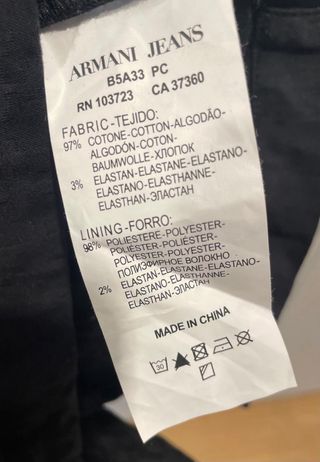 ARMANI JEANS
B5A33 PC
RN 103723 CA 37360
FABRIC-TEJIDO:
97% COTONE-COTTON-ALGODÃO-
ALGODÓN-COTON-
BAUMWOLLE-ХЛОПОК
3% ELASTAN-ELASTANE-ELASTANO-
ELASTANO-ELASTHANNE-
ELASTHAN-ЭЛАСТАН
LINING-FORRO:
98% POLIESTERE-POLYESTER-
POLIÉSTER-POLIÉSTER-
POLYESTER-POLYESTER-
ПОЛИЭФИРНОЕ ВОЛОКНО
2% ELASTAN-ELASTANE-ELASTANO-
ELASTANO-ELASTHANNE-
ELASTHAN-ЭЛАСТАН
MADE IN CHINA
30